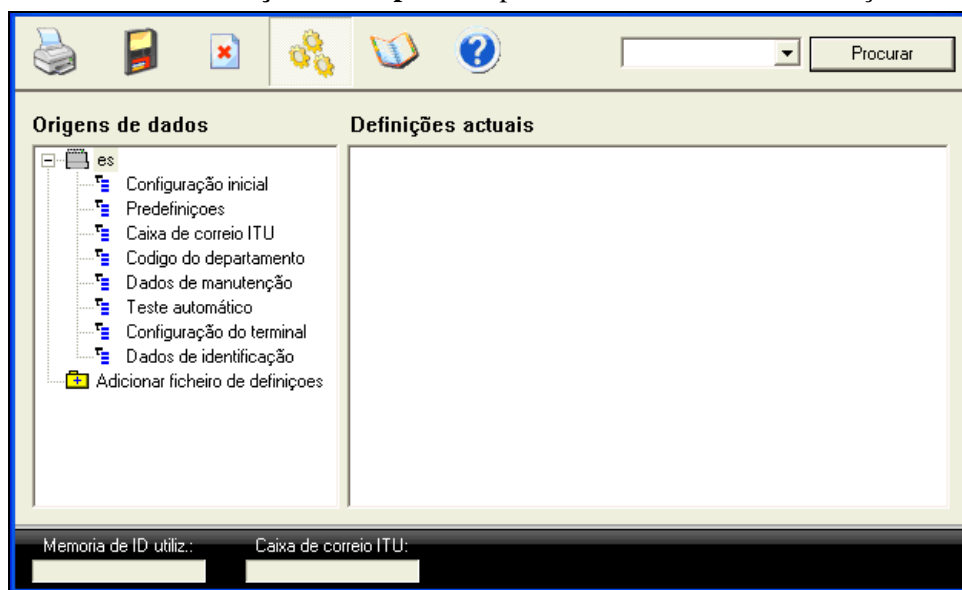 Procurar
Origens de dados
Definições actuais
es
Configuração inicial
Predefiniçoes
Caixa de correio ITU
Codigo do departamento
Dados de manutenção
Teste automático
Configuração do terminal
Dados de identificação
Adicionar ficheiro de definiçoes
Memoria de ID utiliz.:
Caixa de correio ITU: